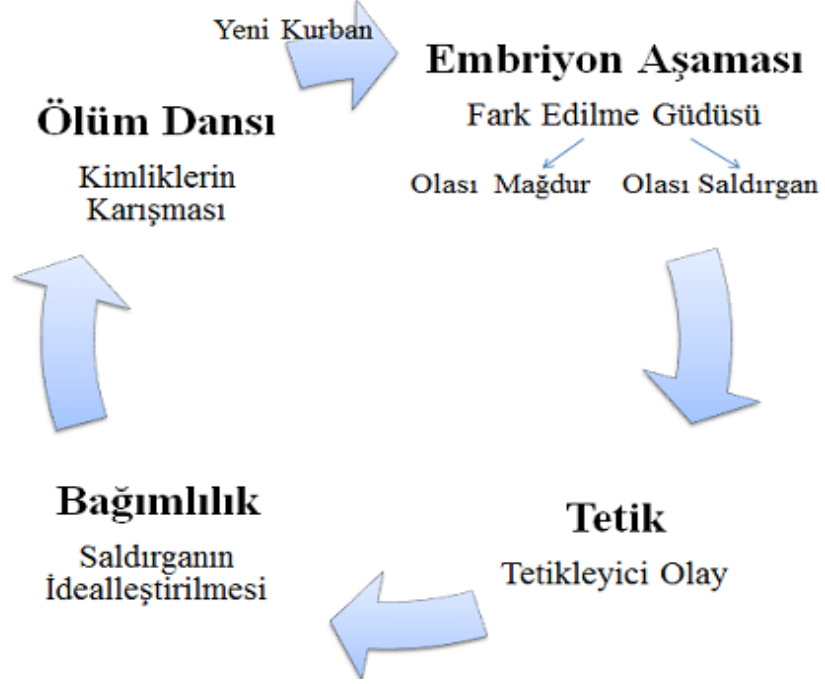 Yeni Kurban
Embriyon Aşaması
Fark Edilme Güdüsü
Olası Mağdur
Olası Saldırgan
Tetik
Tetikleyici Olay
Bağımlılık
Saldırganın
İdealleştirilmesi
Ölüm Dansı
Kimliklerin
Karışması